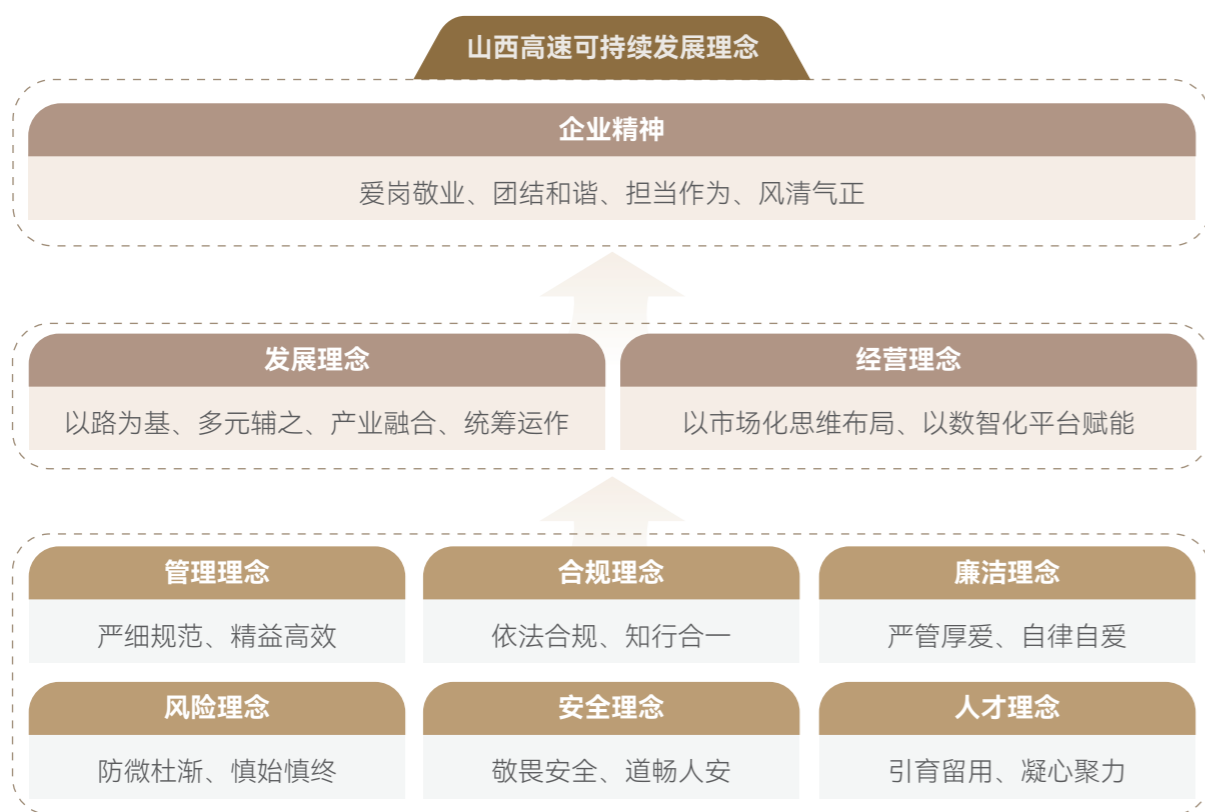 山西高速可持续发展理念
企业精神
爱岗敬业、团结和谐、担当作为、风清气正
发展理念
以路为基、多元辅之、产业融合、统筹运作
经营理念
以市场化思维布局、以数智化平台赋能
管理理念
严细规范、精益高效
合规理念
依法合规、知行合一
廉洁理念
严管厚爱、自律自爱
风险理念
防微杜渐、慎始慎终
安全理念
敬畏安全、道畅人安
人才理念
引育留用、凝心聚力